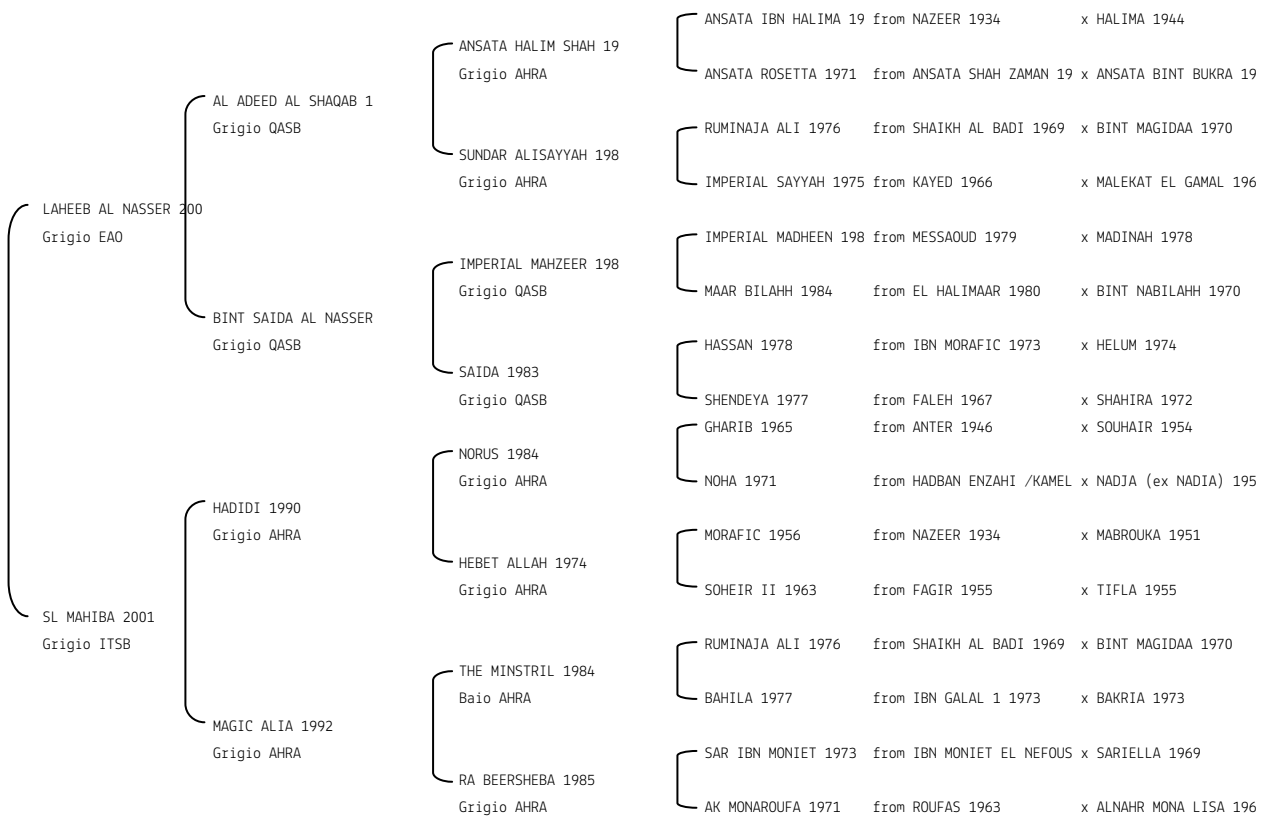 ANSATA IBN HALIMA 19 from NAZEER 1934 x HALIMA 1944
ANSATA HALIM SHAH 19
Grigio AHRA
ANSATA ROSETTA 1971 from ANSATA SHAH ZAMAN 19 x ANSATA BINT BUKRA 19
AL ADEED AL SHAQAB 1
Grigio QASB
RUMINAJA ALI 1976 from SHAIKH AL BADI 1969 x BINT MAGIDAA 1970
SUNDAR ALISAYYAH 198
Grigio AHRA
IMPERIAL SAYYAH 1975 from KAYED 1966 x MALEKAT EL GAMAL 196
LAHEEB AL NASSER 200
Grigio EAO
IMPERIAL MADHEEN 198 from MESSAOUD 1979 x MADINAH 1978
IMPERIAL MAHZEER 198
Grigio QASB
MAAR BILAHH 1984 from EL HALIMAAR 1980 x BINT NABILAHH 1970
BINT SAIDA AL NASSER
Grigio QASB
HASSAN 1978 from IBN MORAFIC 1973 x HELUM 1974
SAIDA 1983
Grigio QASB
SHENDEYA 1977 from FALEH 1967 x SHAHIRA 1972
GHARIB 1965 from ANTER 1946 x SOUHAIR 1954
NORUS 1984
Grigio AHRA
NOHA 1971 from HADBAN ENZAHI /KAMEL x NADJA (ex NADIA) 195
HADIDI 1990
Grigio AHRA
MORAFIC 1956 from NAZEER 1934 x MABROUKA 1951
HEBET ALLAH 1974
Grigio AHRA
SOHEIR II 1963 from FAGIR 1955 x TIFLA 1955
SL MAHIBA 2001
Grigio ITSB
RUMINAJA ALI 1976 from SHAIKH AL BADI 1969 x BINT MAGIDAA 1970
THE MINSTRIL 1984
Baio AHRA
BAHILA 1977 from IBN GALAL 1 1973 x BAKRIA 1973
MAGIC ALIA 1992
Grigio AHRA
SAR IBN MONIET 1973 from IBN MONIET EL NEFOUS x SARIELLA 1969
RA BEERSHEBA 1985
Grigio AHRA
AK MONAROUFA 1971 from ROUFAS 1963 x ALNAHR MONA LISA 196